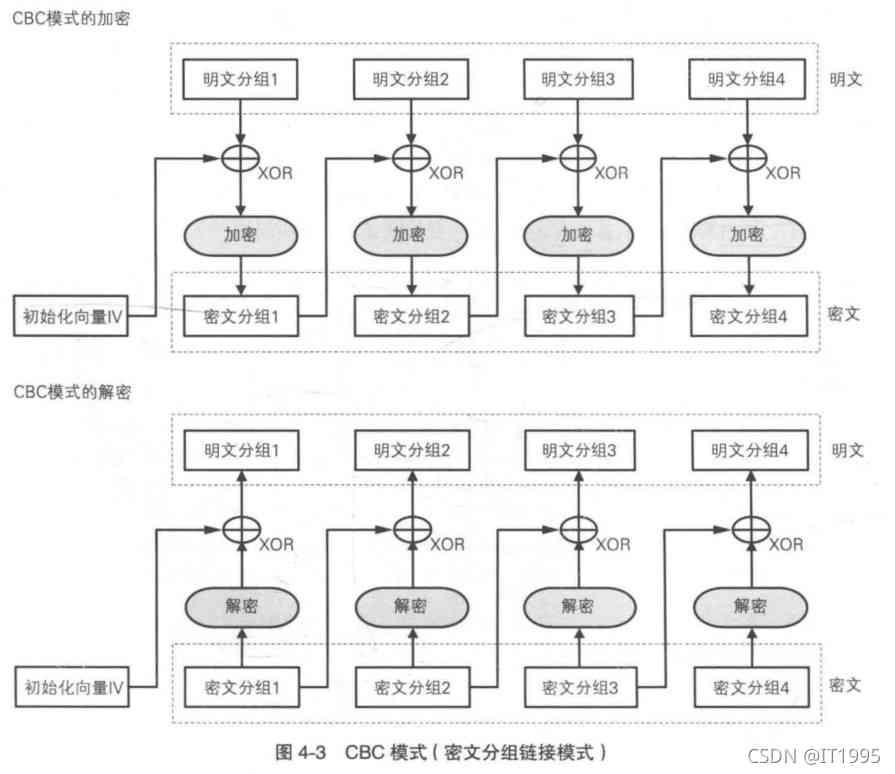 CBC模式的加密
明文分组1 明文分组2 明文分组3 明文分组4 明文
XOR XOR XOR XOR
加密 加密 加密 加密
初始化向量IV 密文分组1 密文分组2 密文分组3 密文分组4 密文
CBC模式的解密
明文分组1 明文分组2 明文分组3 明文分组4 明文
XOR XOR XOR XOR
解密 解密 解密 解密
初始化向量IV 密文分组1 密文分组2 密文分组3 密文分组4 密文
图 4-3 CBC 模式（密文分组链接模式）
CSDN @IT1995